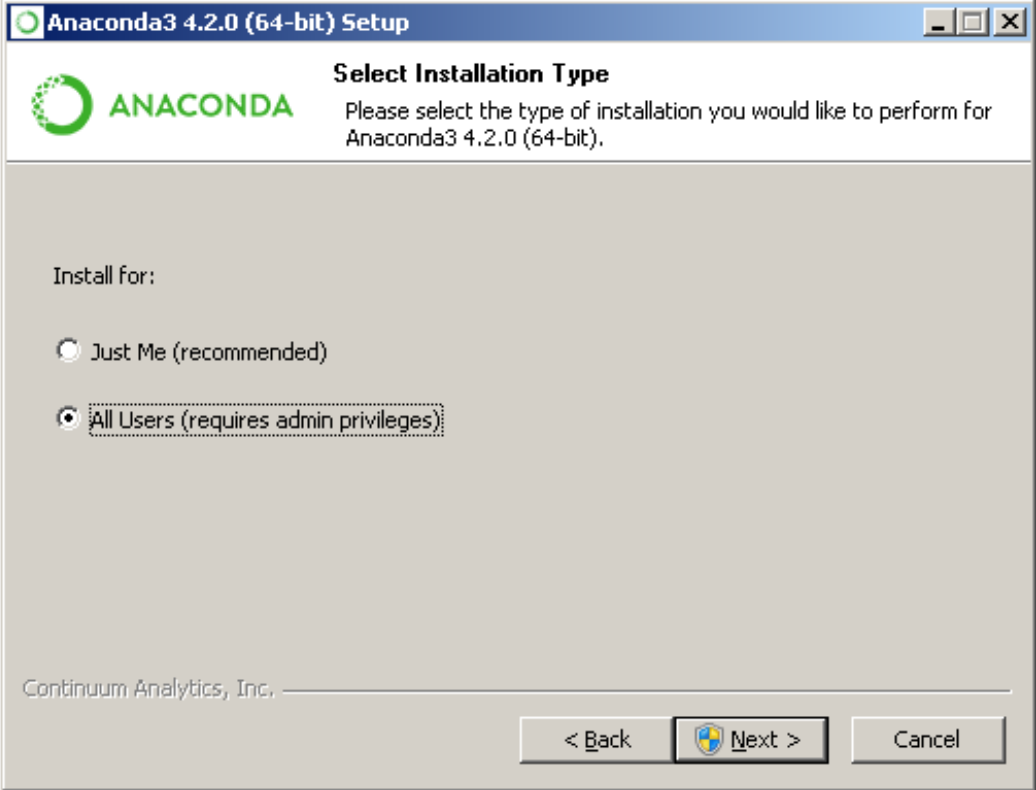 Anaconda3 4.2.0 (64-bit) Setup
ANACONDA
Select Installation Type
Please select the type of installation you would like to perform for
Anaconda3 4.2.0 (64-bit).
Install for:
Just Me (recommended)
All Users (requires admin privileges)
Continuum Analytics, Inc.
< Back
Next >
Cancel